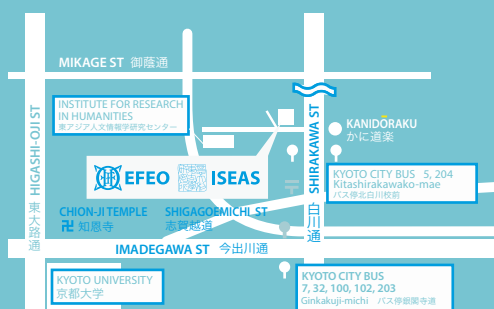 MIKAGE ST 御蔭通
INSTITUTE FOR RESEARCH
IN HUMANITIES
東アジア人文情報学研究センター
HIGASHI-OJI ST 東大路通
SHIRAKAWA ST 白川通
KANIDŌRAKU
かに道楽
EFEO ISEAS
KYOTO CITY BUS 5, 204
Kitashirakawako-mae
バス停北白川校前
CHION-JI TEMPLE
卍 知恩寺
SHIGAGOEMICHI ST
志賀越道
IMADEGAWA ST 今出川通
KYOTO UNIVERSITY
京都大学
KYOTO CITY BUS
7, 32, 100, 102, 203
Ginkakuji-michi バス停銀閣寺道